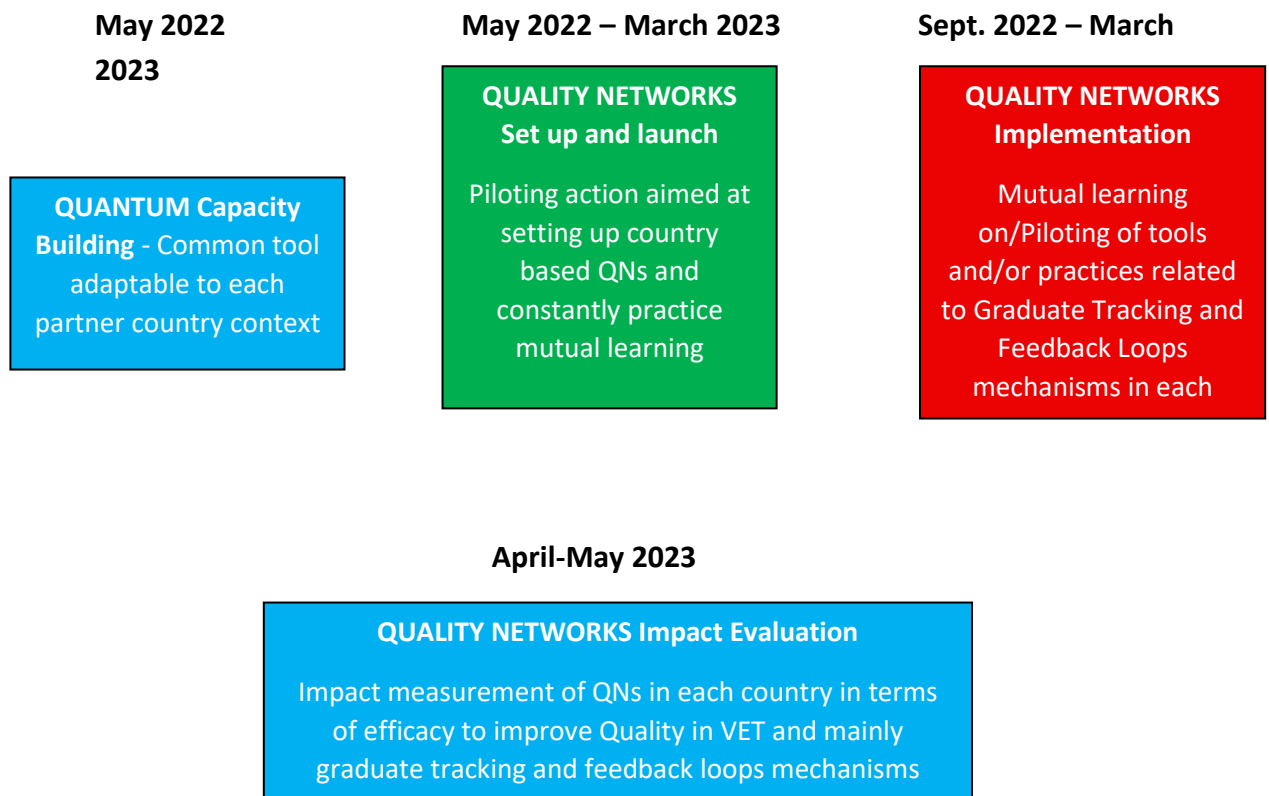 May 2022 May 2022 – March 2023 Sept. 2022 – March
2023
QUANTUM Capacity
Building - Common tool
adaptable to each
partner country context
QUALITY NETWORKS
Set up and launch
Piloting action aimed at
setting up country
based QNs and
constantly practice
mutual learning
QUALITY NETWORKS
Implementation
Mutual learning
on/Piloting of tools
and/or practices related
to Graduate Tracking and
Feedback Loops
mechanisms in each
April-May 2023
QUALITY NETWORKS Impact Evaluation
Impact measurement of QNs in each country in terms
of efficacy to improve Quality in VET and mainly
graduate tracking and feedback loops mechanisms